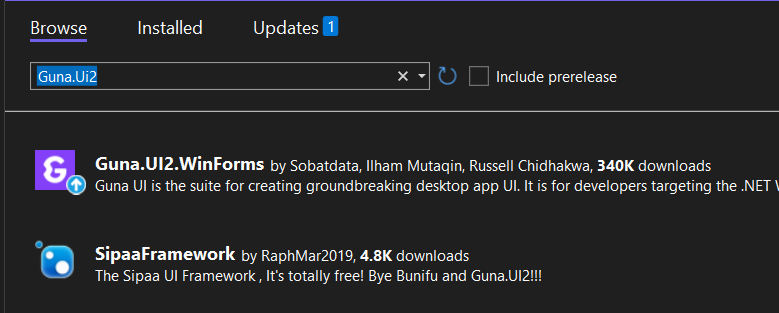 Browse Installed Updates 1
Guna.Ui2 Include prerelease
Guna.UI2.WinForms by Sobatdata, Ilham Mutaqin, Russell Chidhakwa, 340K downloads
Guna UI is the suite for creating groundbreaking desktop app UI. It is for developers targeting the .NET
SipaaFramework by RaphMar2019, 4.8K downloads
The Sipaa UI Framework , It's totally free! Bye Bunifu and Guna.UI2!!!